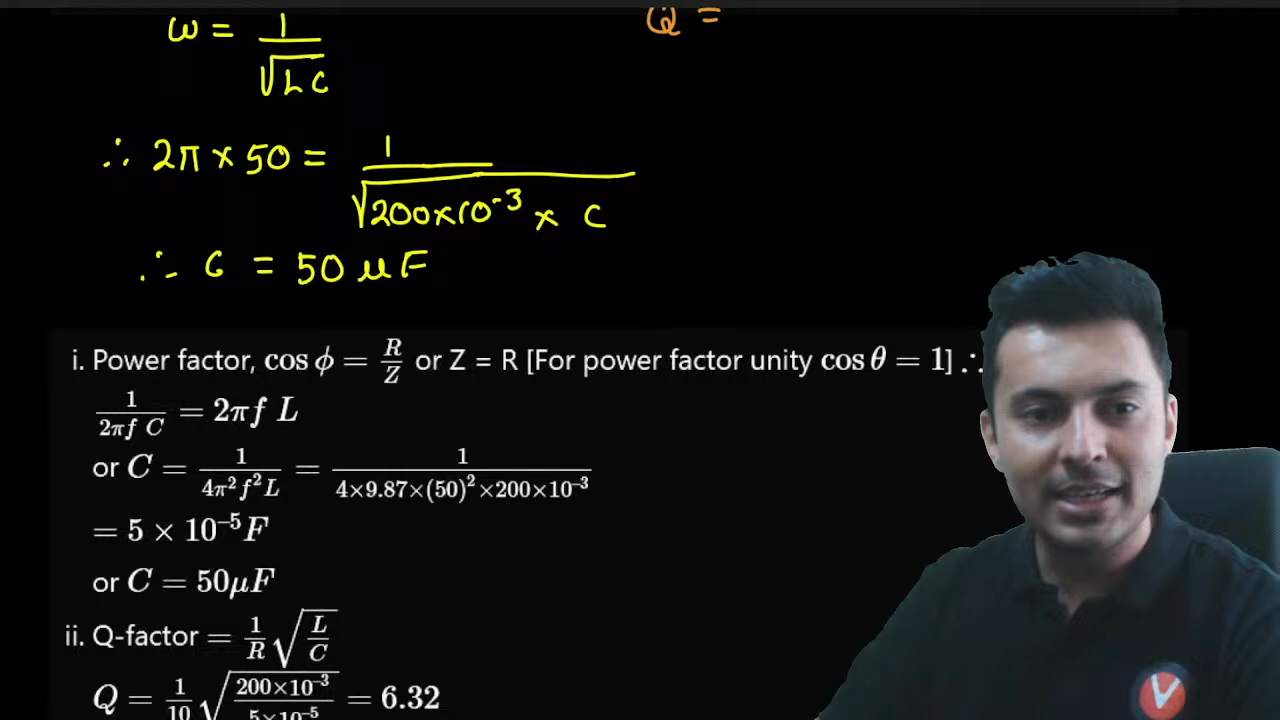 ω = 1/√LC
Q =
∴ 2π × 50 = 1/√200×10⁻³ × C
∴ C = 50 μF
i. Power factor, cos ϕ = R/Z or Z = R [For power factor unity cos θ = 1] ∴
1/2πf C = 2πf L
or C = 1/4π²f²L = 1/4×9.87×(50)²×200×10⁻³
= 5 × 10⁻⁵F
or C = 50μF
ii. Q-factor = 1/R √L/C
Q = 1/10 √200×10⁻³/5×10⁻⁵ = 6.32
V